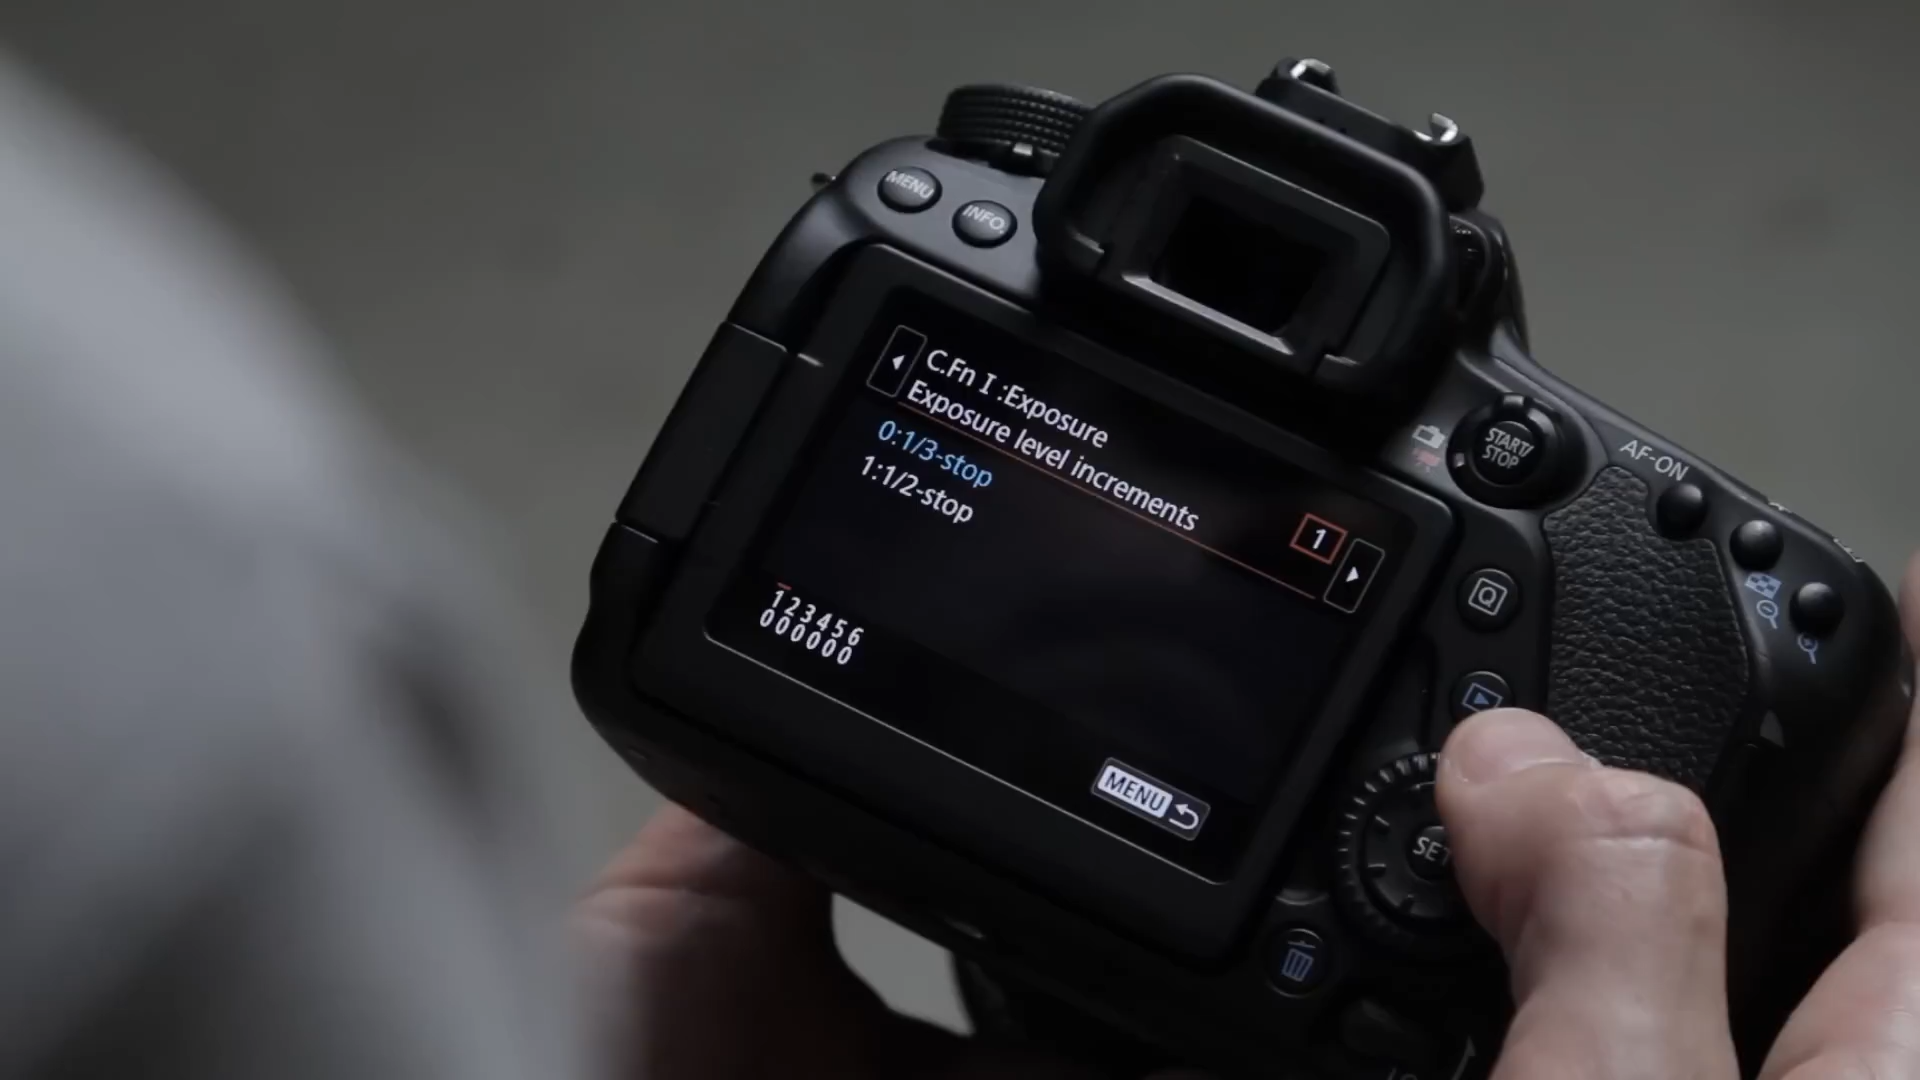 MENU
INFO.
C.Fn I :Exposure
Exposure level increments
1
0:1/3-stop
1:1/2-stop
123456
000000
MENU
START/
STOP
AF-ON
Q
SET